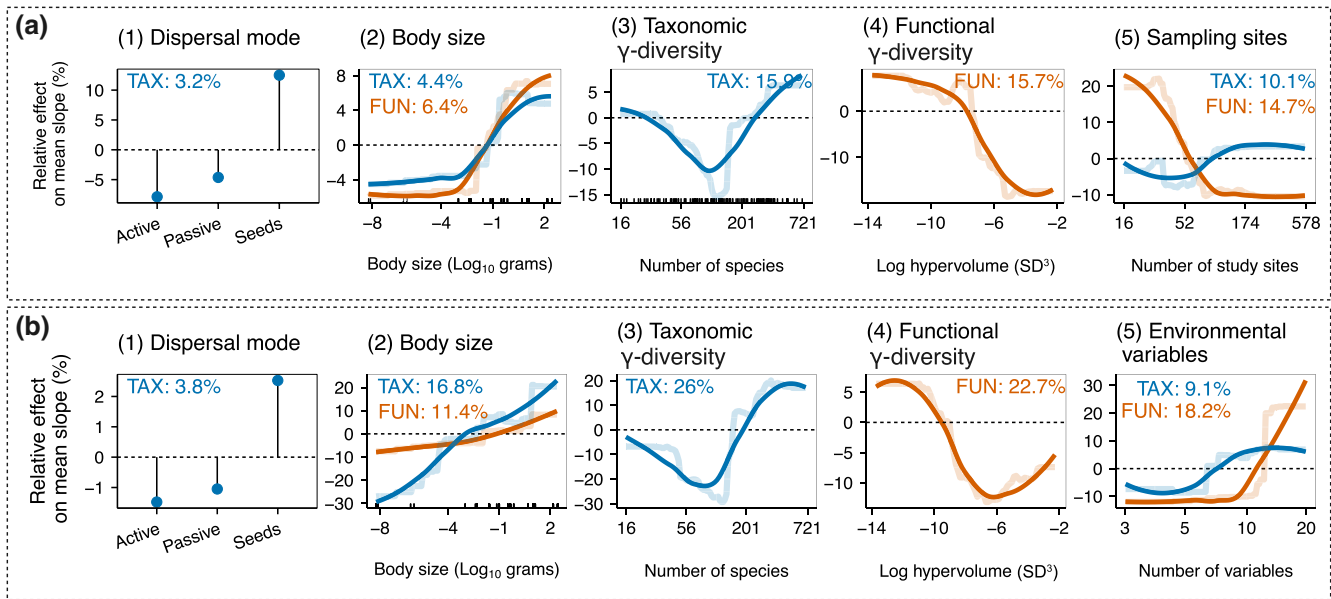 (a)
(1) Dispersal mode
(2) Body size
(3) Taxonomic
γ-diversity
(4) Functional
γ-diversity
(5) Sampling sites
Relative effect
on mean slope (%)
10
5
0
−5
TAX: 3.2%
Active
Passive
Seeds
8
4
0
−4
TAX: 4.4%
FUN: 6.4%
−8
−4
−1
2
Body size (Log₁₀ grams)
5
0
−5
−10
−15
TAX: 15.9%
16
56
201
721
Number of species
0
−10
FUN: 15.7%
−14
−10
−6
−2
Log hypervolume (SD³)
20
10
0
−10
TAX: 10.1%
FUN: 14.7%
16
52
174
578
Number of study sites
(b)
(1) Dispersal mode
(2) Body size
(3) Taxonomic
γ-diversity
(4) Functional
γ-diversity
(5) Environmental
variables
Relative effect
on mean slope (%)
2
1
0
−1
TAX: 3.8%
Active
Passive
Seeds
20
10
0
−10
−20
−30
TAX: 16.8%
FUN: 11.4%
−8
−4
−1
2
Body size (Log₁₀ grams)
20
10
0
−10
−20
−30
TAX: 26%
16
56
201
721
Number of species
5
0
−5
−10
FUN: 22.7%
−14
−10
−6
−2
Log hypervolume (SD³)
30
20
10
0
−10
TAX: 9.1%
FUN: 18.2%
3
5
10
20
Number of variables